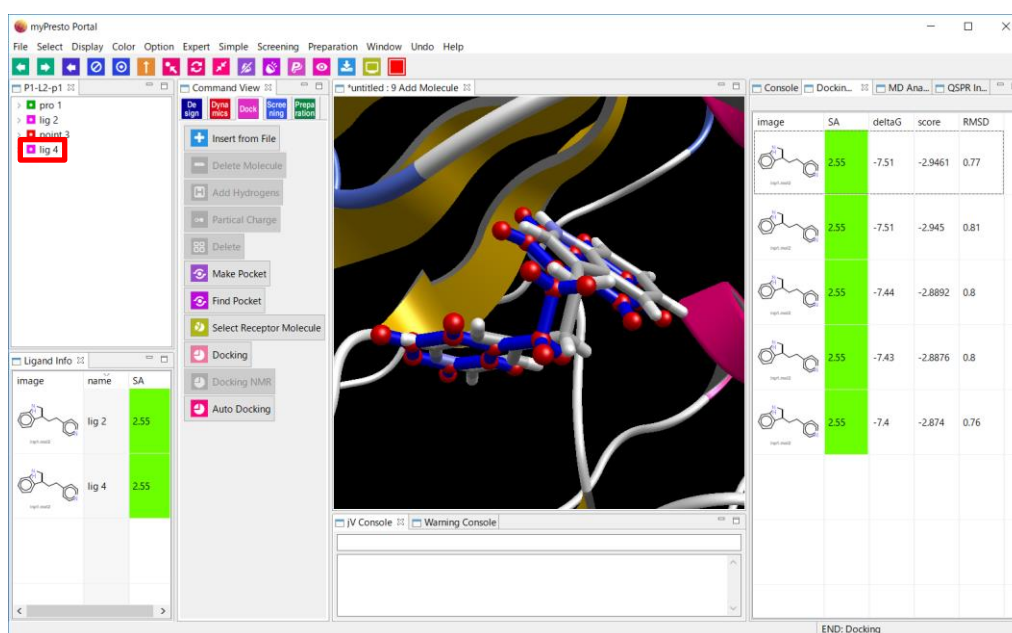 myPresto Portal
File Select Display Color Option Expert Simple Screening Preparation Window Undo Help
P1-L2-p1
pro 1
lig 2
point 3
lig 4
Command View
De sign
Dyna mics
Dock
Scree ning
Prepa ration
Insert from File
Delete Molecule
Add Hydrogens
Partical Charge
Delete
Make Pocket
Find Pocket
Select Receptor Molecule
Docking
Docking NMR
Auto Docking
*untitled : 9 Add Molecule
Console Dockin... MD Ana... QSPR In...
image SA deltaG score RMSD
2.55 -7.51 -2.9461 0.77
2.55 -7.51 -2.945 0.81
2.55 -7.44 -2.8892 0.8
2.55 -7.43 -2.8876 0.8
2.55 -7.4 -2.874 0.76
Ligand Info
image name SA
lig 2 2.55
lig 4 2.55
jV Console Warning Console
END: Docking